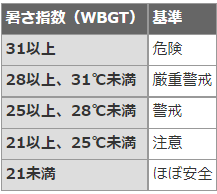 暑さ指数（WBGT） 基準
31以上 危険
28以上、31℃未満 厳重警戒
25以上、28℃未満 警戒
21以上、25℃未満 注意
21未満 ほぼ安全